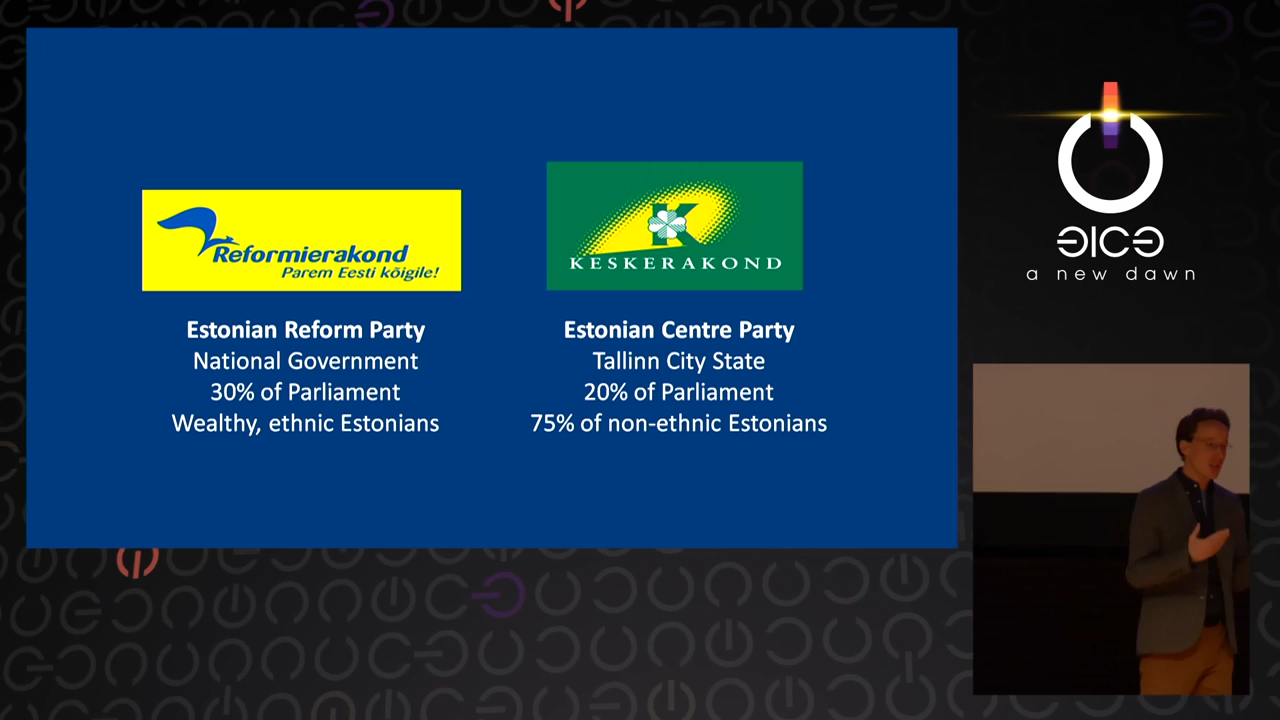 Reformierakond
Parem Eesti kõigile!
Estonian Reform Party
National Government
30% of Parliament
Wealthy, ethnic Estonians
K
KESKERAKOND
Estonian Centre Party
Tallinn City State
20% of Parliament
75% of non-ethnic Estonians
31C3
a new dawn